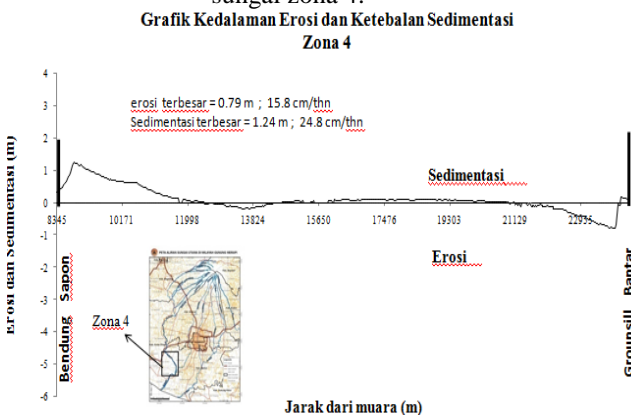 sungai zona 4.
Grafik Kedalaman Erosi dan Ketebalan Sedimentasi
Zona 4
4
erosi terbesar = 0.79 m ; 15.8 cm/thn
3
Sedimentasi terbesar = 1.24 m ; 24.8 cm/thn
2
1
Sedimentasi
0
8345 10171 11998 13824 15650 17476 19303 21129 22955
-1
Erosi
-2
-3
Zona 4
-4
-5
-6
Erosi dan Sedimentasi (m)
Bendung Sapon
Groundsill Bantar
Jarak dari muara (m)